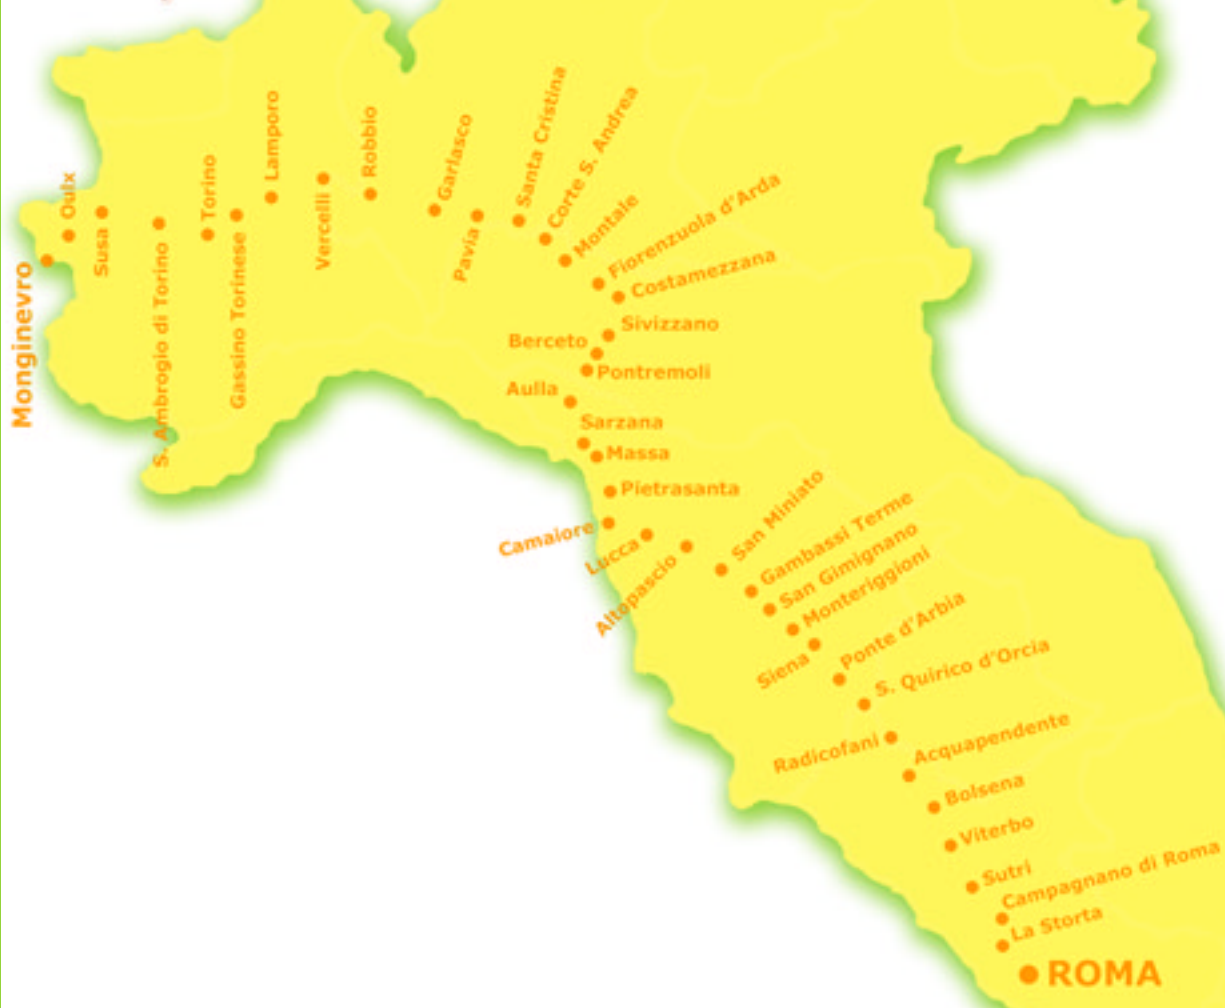 Monginevro
Oulx
Susa
S. Ambrogio di Torino
Torino
Gassino Torinese
Lamporo
Vercelli
Robbio
Garlasco
Pavia
Santa Cristina
Corte S. Andrea
Montale
Fiorenzuola d'Arda
Costamezzana
Sivizzano
Berceto
Pontremoli
Aulla
Sarzana
Massa
Pietrasanta
Camaiore
Lucca
Altopascio
San Miniato
Gambassi Terme
San Gimignano
Monteriggioni
Siena
Ponte d'Arbia
S. Quirico d'Orcia
Radicofani
Acquapendente
Bolsena
Viterbo
Sutri
Campagnano di Roma
La Storta
ROMA